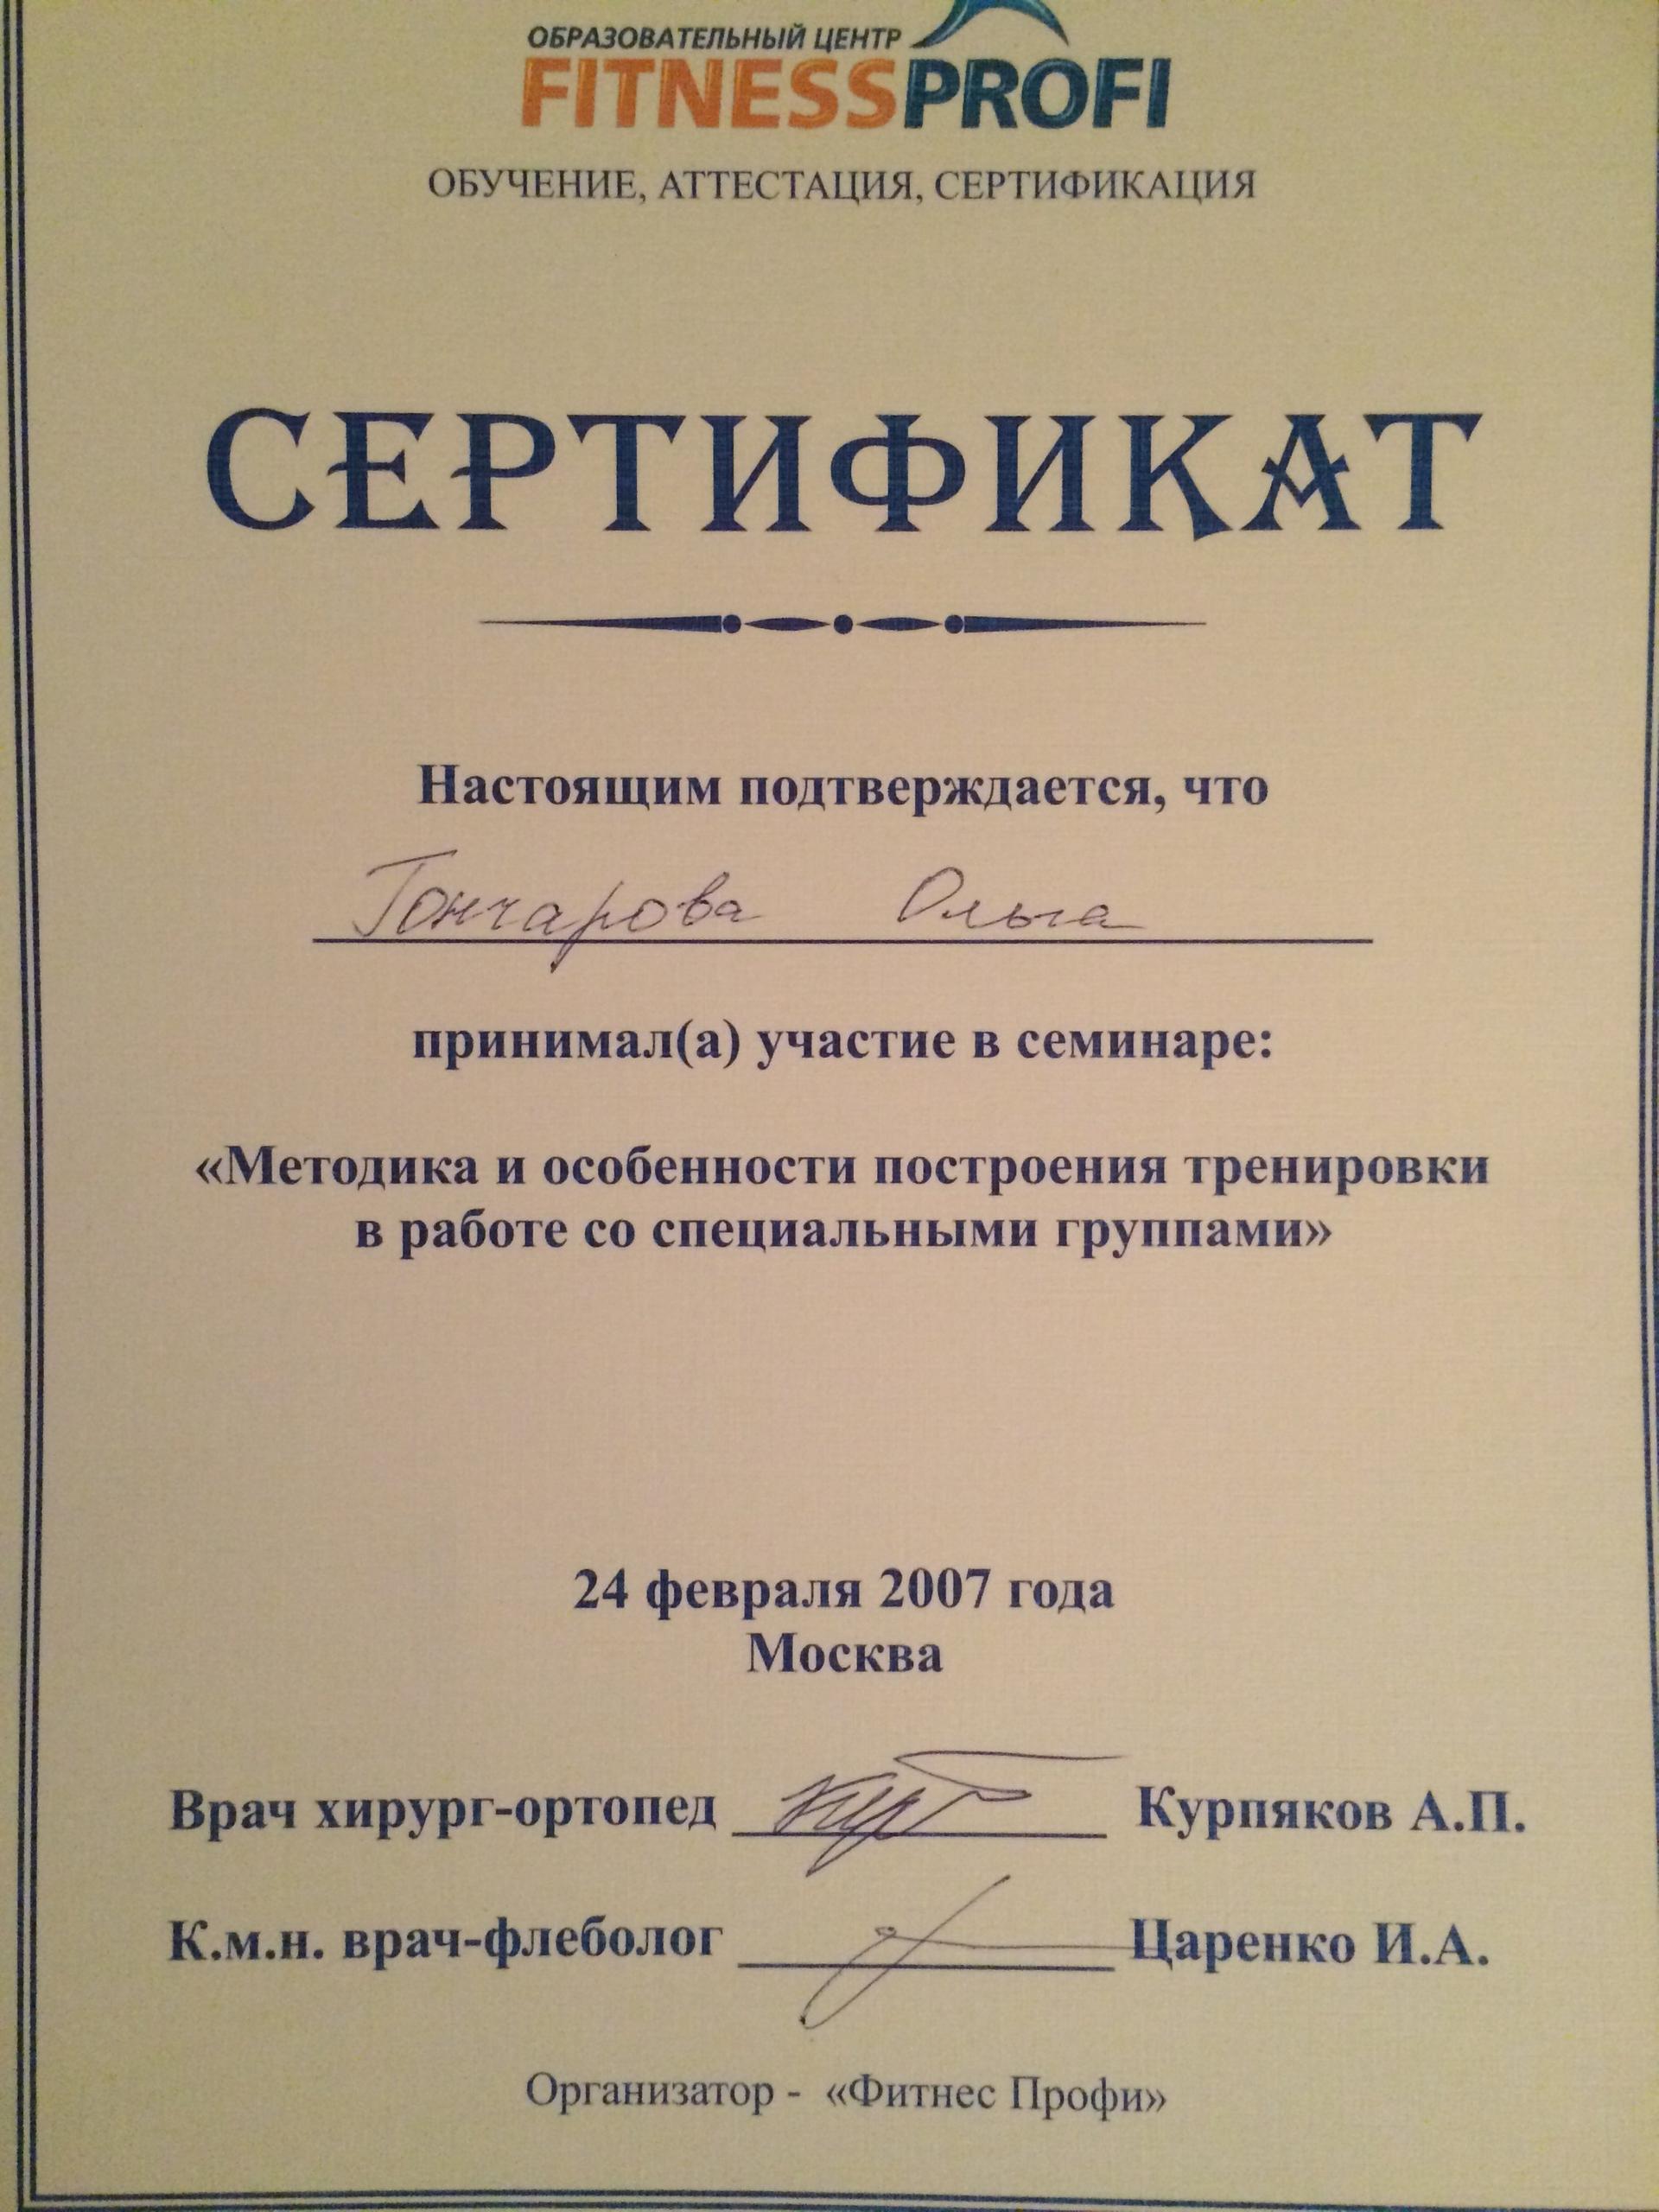 ОБРАЗОВАТЕЛЬНЫЙ ЦЕНТР
FITNESSPROFI
ОБУЧЕНИЕ, АТТЕСТАЦИЯ, СЕРТИФИКАЦИЯ
СЕРТИФИКАТ
Настоящим подтверждается, что
Гончарова Ольга
принимал(а) участие в семинаре:
«Методика и особенности построения тренировки
в работе со специальными группами»
24 февраля 2007 года
Москва
Врач хирург-ортопед Курпяков А.П.
К.м.н. врач-флеболог Царенко И.А.
Организатор - «Фитнес Профи»